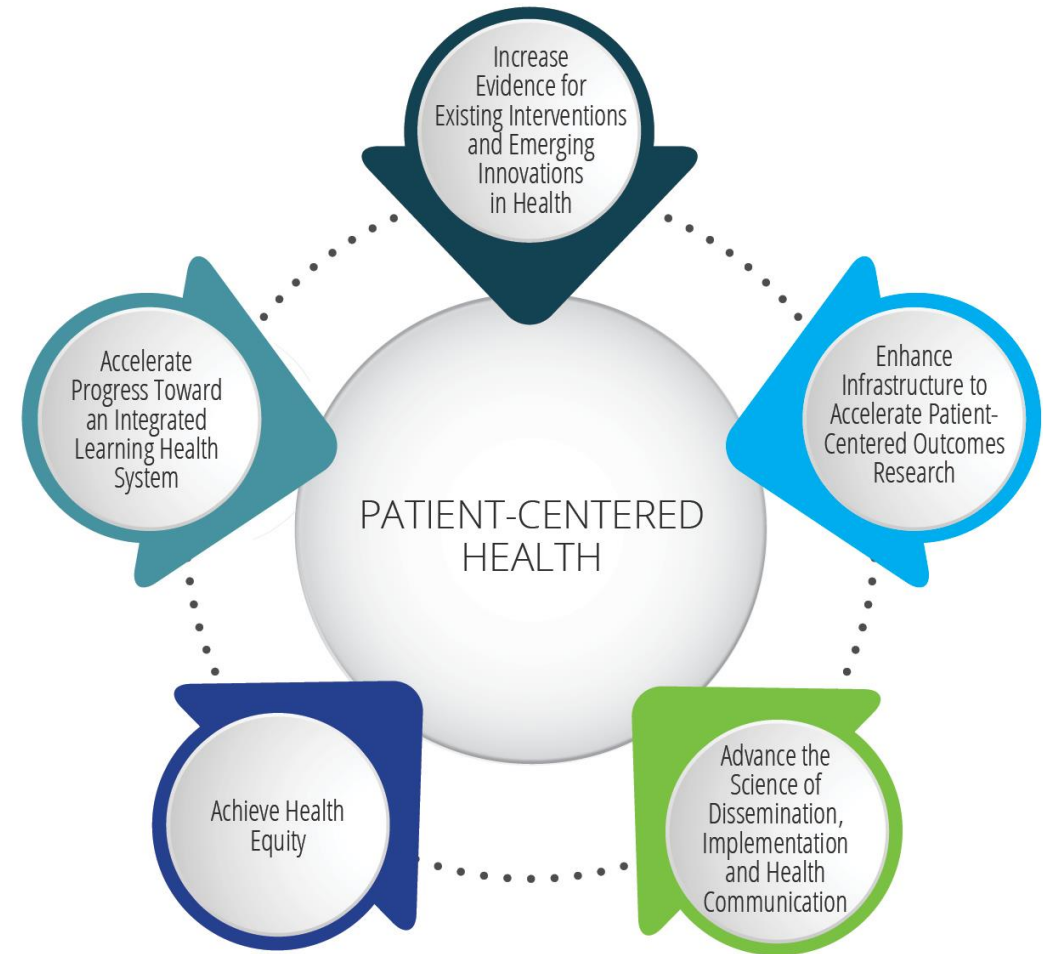 Increase
Evidence for
Existing Interventions
and Emerging
Innovations
in Health
Accelerate
Progress Toward
an Integrated
Learning Health
System
Enhance
Infrastructure to
Accelerate Patient-
Centered Outcomes
Research
PATIENT-CENTERED
HEALTH
Achieve Health
Equity
Advance the
Science of
Dissemination,
Implementation
and Health
Communication